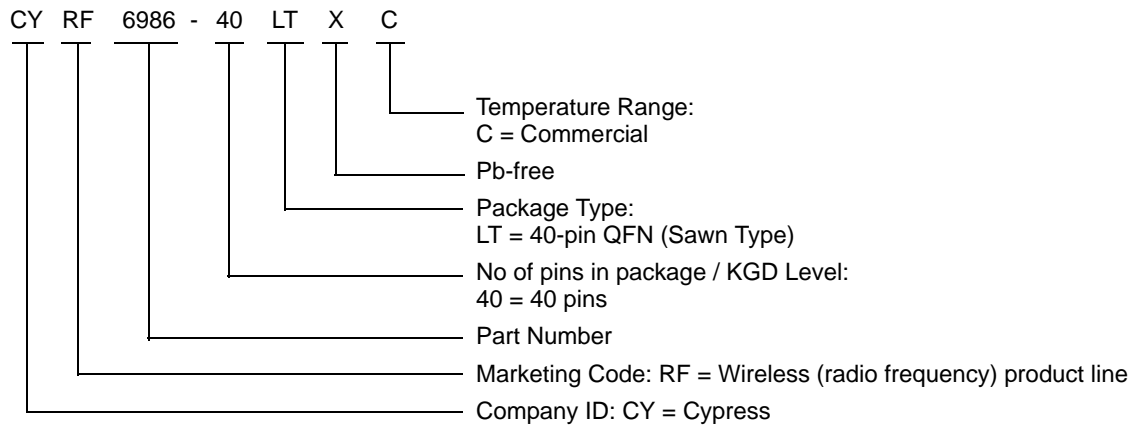 CY RF 6986 - 40 LT X C
Temperature Range:
C = Commercial
Pb-free
Package Type:
LT = 40-pin QFN (Sawn Type)
No of pins in package / KGD Level:
40 = 40 pins
Part Number
Marketing Code: RF = Wireless (radio frequency) product line
Company ID: CY = Cypress